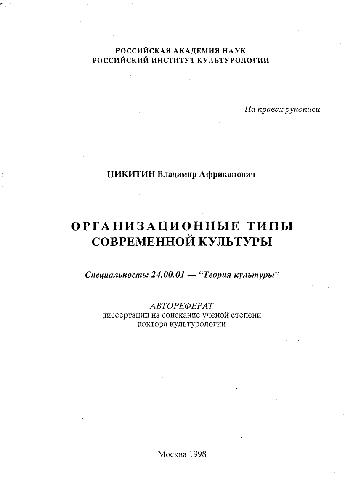 РОССИЙСКАЯ АКАДЕМИЯ НАУК
РОССИЙСКИЙ ИНСТИТУТ КУЛЬТУРОЛОГИИ
На правах рукописи
НИКИТИН Владимир Африканович
ОРГАНИЗАЦИОННЫЕ ТИПЫ
СОВРЕМЕННОЙ КУЛЬТУРЫ
Специальность 24.00.01 — “Теория культуры”
АВТОРЕФЕРАТ
диссертации на соискание ученой степени
доктора культурологии
Москва 1998